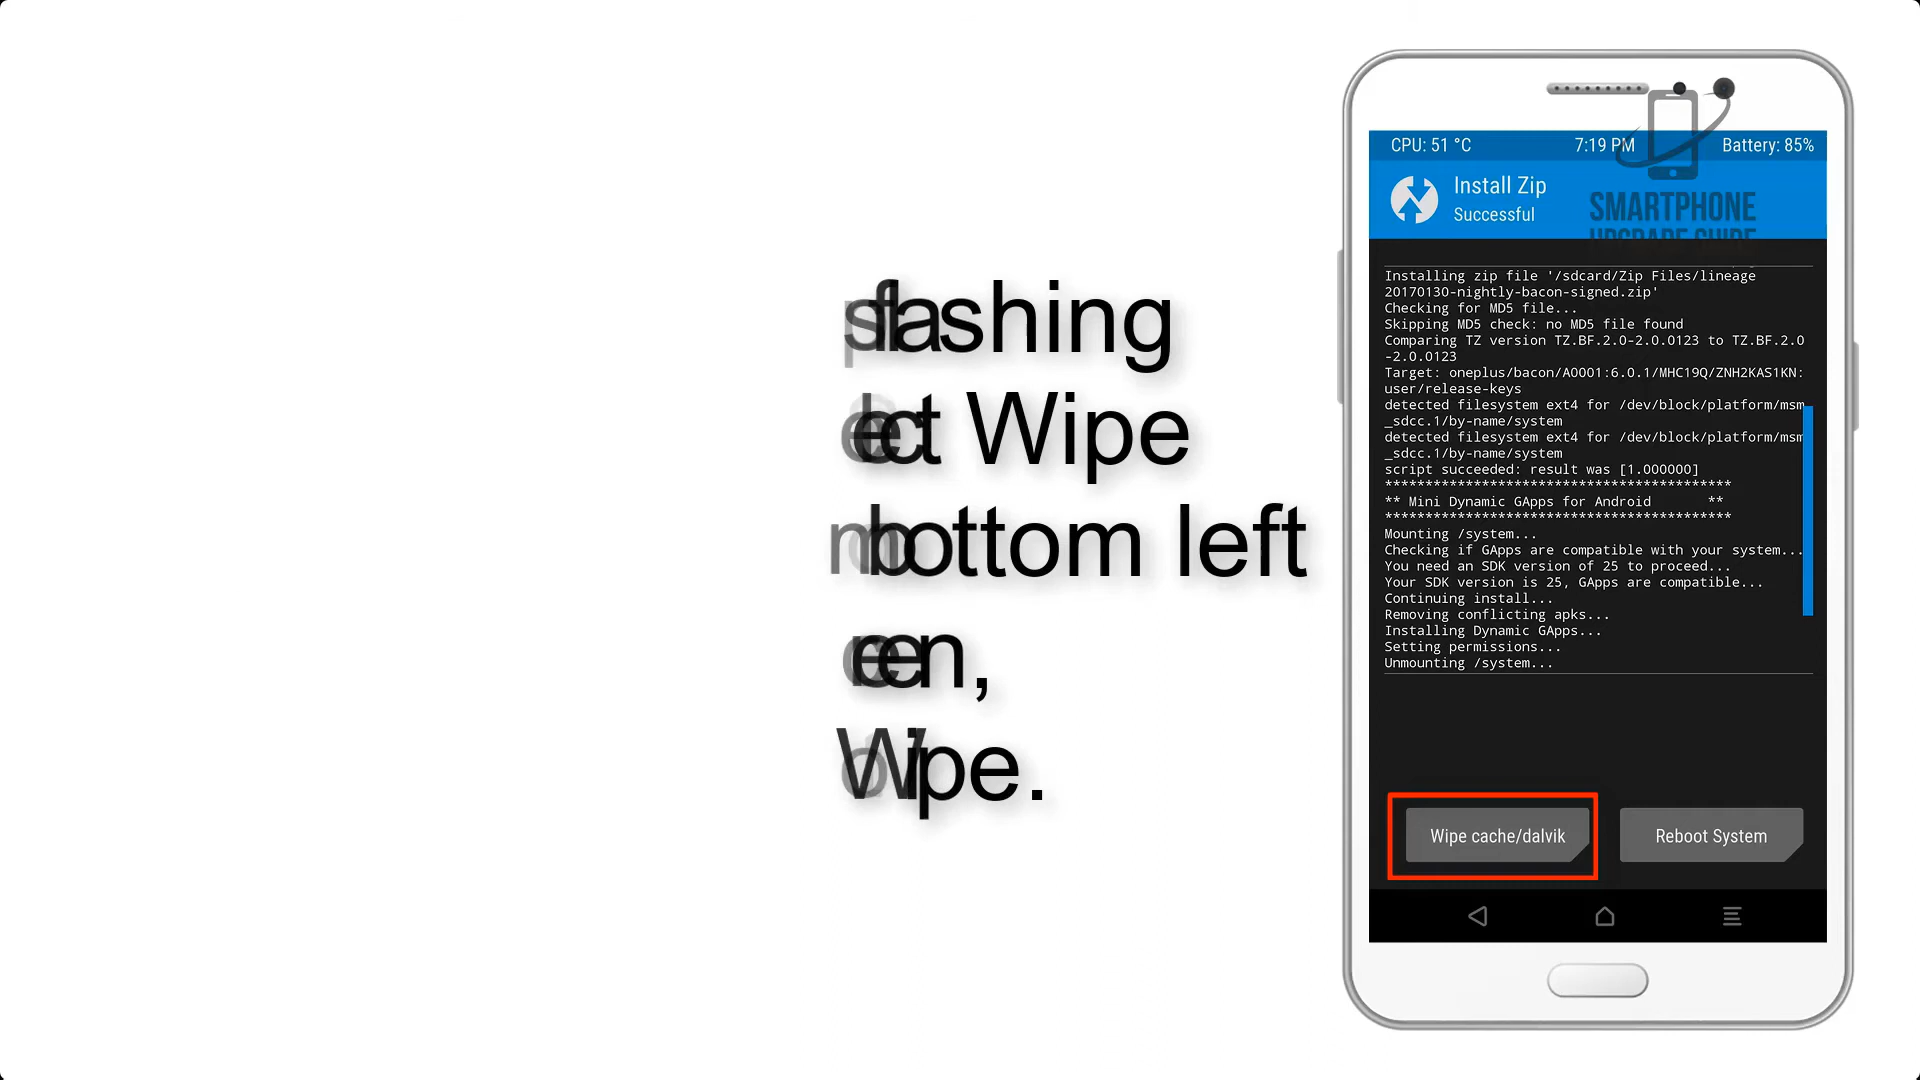 flashing
Wipe
bottom left
Wipe.
CPU: 51 °C 7:19 PM Battery: 85%
Install Zip
Successful
SMARTPHONE
UPGRADE GUIDE
Installing zip file '/sdcard/Zip Files/lineage
20170130-nightly-bacon-signed.zip'
Checking for MD5 file...
Skipping MD5 check: no MD5 file found
Comparing TZ version TZ.BF.2.0-2.0.0123 to TZ.BF.2.0
-2.0.0123
Target: oneplus/bacon/A0001:6.0.1/MHC19Q/ZNH2KAS1KN:
user/release-keys
detected filesystem ext4 for /dev/block/platform/msm
_sdcc.1/by-name/system
detected filesystem ext4 for /dev/block/platform/msm
_sdcc.1/by-name/system
script succeeded: result was [1.000000]
*******************************************
** Mini Dynamic GApps for Android       **
*******************************************
Mounting /system...
Checking if GApps are compatible with your system...
You need an SDK version of 25 to proceed...
Your SDK version is 25, GApps are compatible...
Continuing install...
Removing conflicting apks...
Installing Dynamic GApps...
Setting permissions...
Unmounting /system...
Wipe cache/dalvik
Reboot System